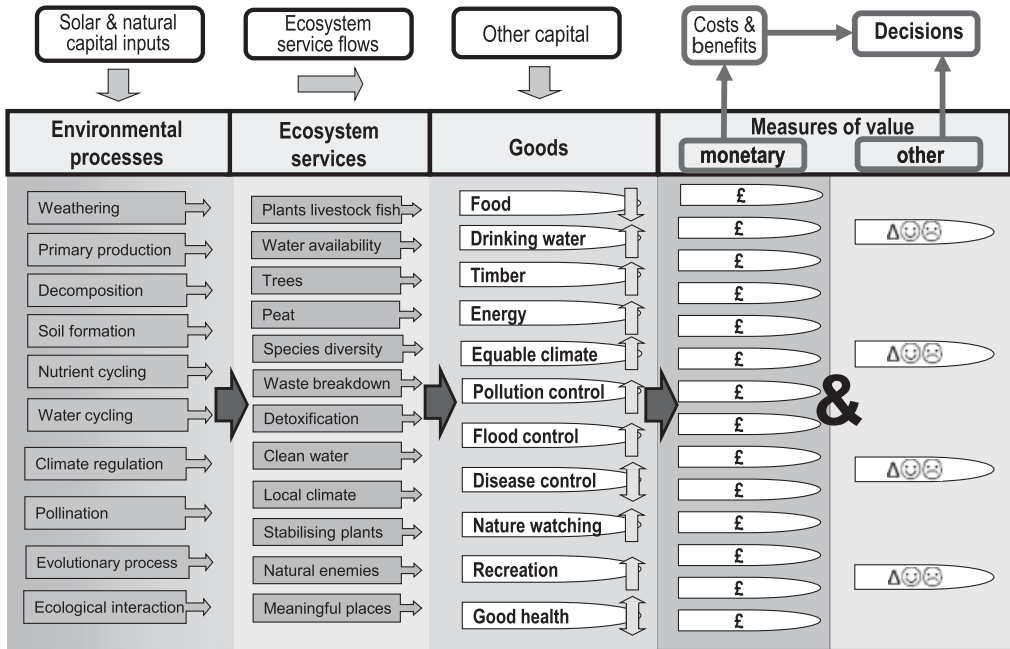 Solar & natural
capital inputs
Ecosystem
service flows
Other capital
Costs &
benefits
Decisions
Environmental
processes
Ecosystem
services
Goods
Measures of value
monetary
other
Weathering
Primary production
Decomposition
Soil formation
Nutrient cycling
Water cycling
Climate regulation
Pollination
Evolutionary process
Ecological interaction
Plants livestock fish
Water availability
Trees
Peat
Species diversity
Waste breakdown
Detoxification
Clean water
Local climate
Stabilising plants
Natural enemies
Meaningful places
Food
Drinking water
Timber
Energy
Equable climate
Pollution control
Flood control
Disease control
Nature watching
Recreation
Good health
£
£
£
£
£
£
£
£
£
£
£
£
£
£
&
Δ☺☹
Δ☺☹
Δ☺☹
Δ☺☹